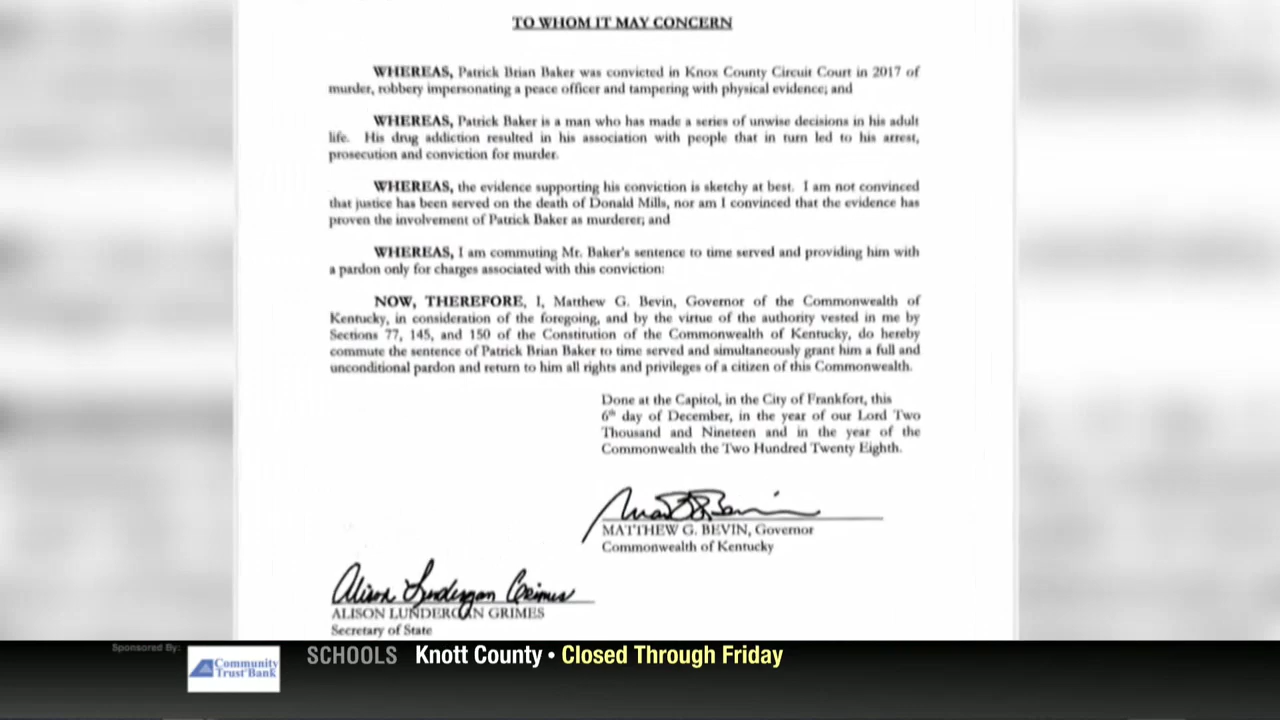 TO WHOM IT MAY CONCERN
WHEREAS, Patrick Brian Baker was convicted in Knox County Circuit Court in 2017 of
murder, robbery impersonating a peace officer and tampering with physical evidence; and
WHEREAS, Patrick Baker is a man who has made a series of unwise decisions in his adult
life. His drug addiction resulted in his association with people that in turn led to his arrest,
prosecution and conviction for murder.
WHEREAS, the evidence supporting his conviction is sketchy at best. I am not convinced
that justice has been served on the death of Donald Mills, nor am I convinced that the evidence has
proven the involvement of Patrick Baker as murderer; and
WHEREAS, I am commuting Mr. Baker's sentence to time served and providing him with
a pardon only for charges associated with this conviction:
NOW, THEREFORE, I, Matthew G. Bevin, Governor of the Commonwealth of
Kentucky, in consideration of the foregoing, and by the virtue of the authority vested in me by
Sections 77, 145, and 150 of the Constitution of the Commonwealth of Kentucky, do hereby
commute the sentence of Patrick Brian Baker to time served and simultaneously grant him a full and
unconditional pardon and return to him all rights and privileges of a citizen of this Commonwealth.
Done at the Capitol, in the City of Frankfort, this
6th day of December, in the year of our Lord Two
Thousand and Nineteen and in the year of the
Commonwealth the Two Hundred Twenty Eighth.
MATTHEW G. BEVIN, Governor
Commonwealth of Kentucky
Alison Lundergan Grimes
ALISON LUNDERGAN GRIMES
Secretary of State
Sponsored By:
Community
Trust Bank
SCHOOLS Knott County • Closed Through Friday